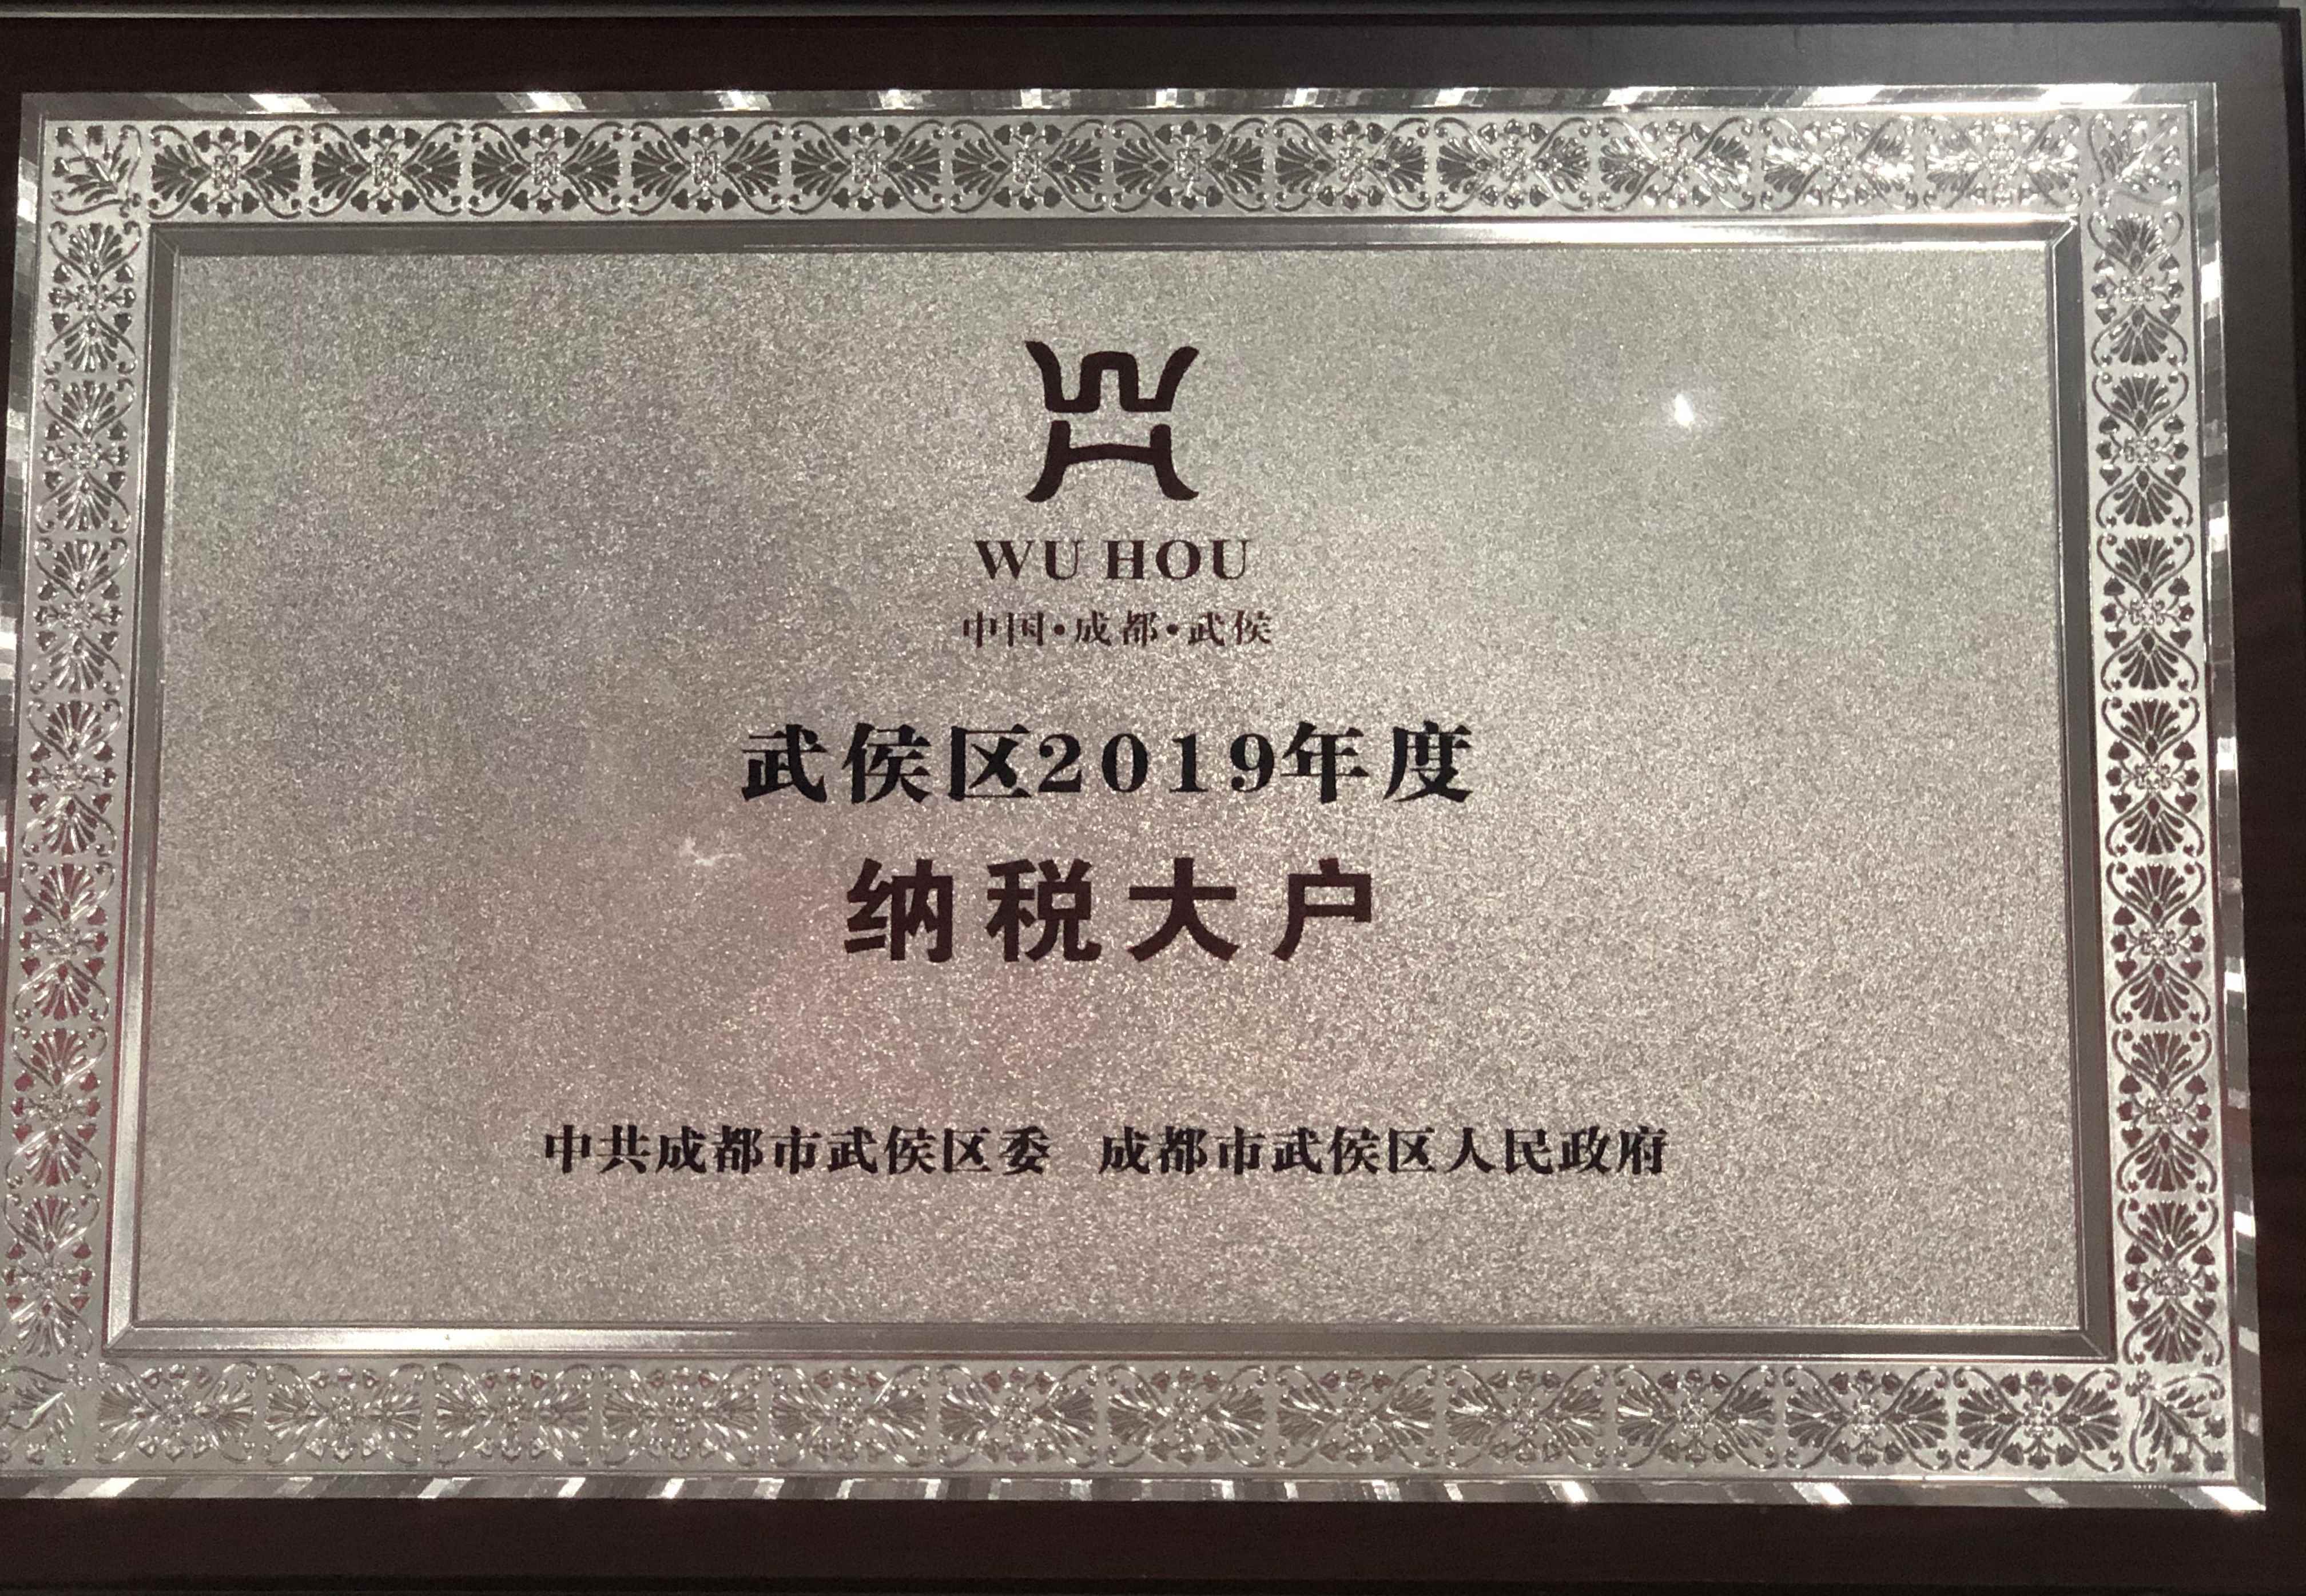 WU HOU
中国·成都·武侯
武侯区2019年度
纳税大户
中共成都市武侯区委 成都市武侯区人民政府